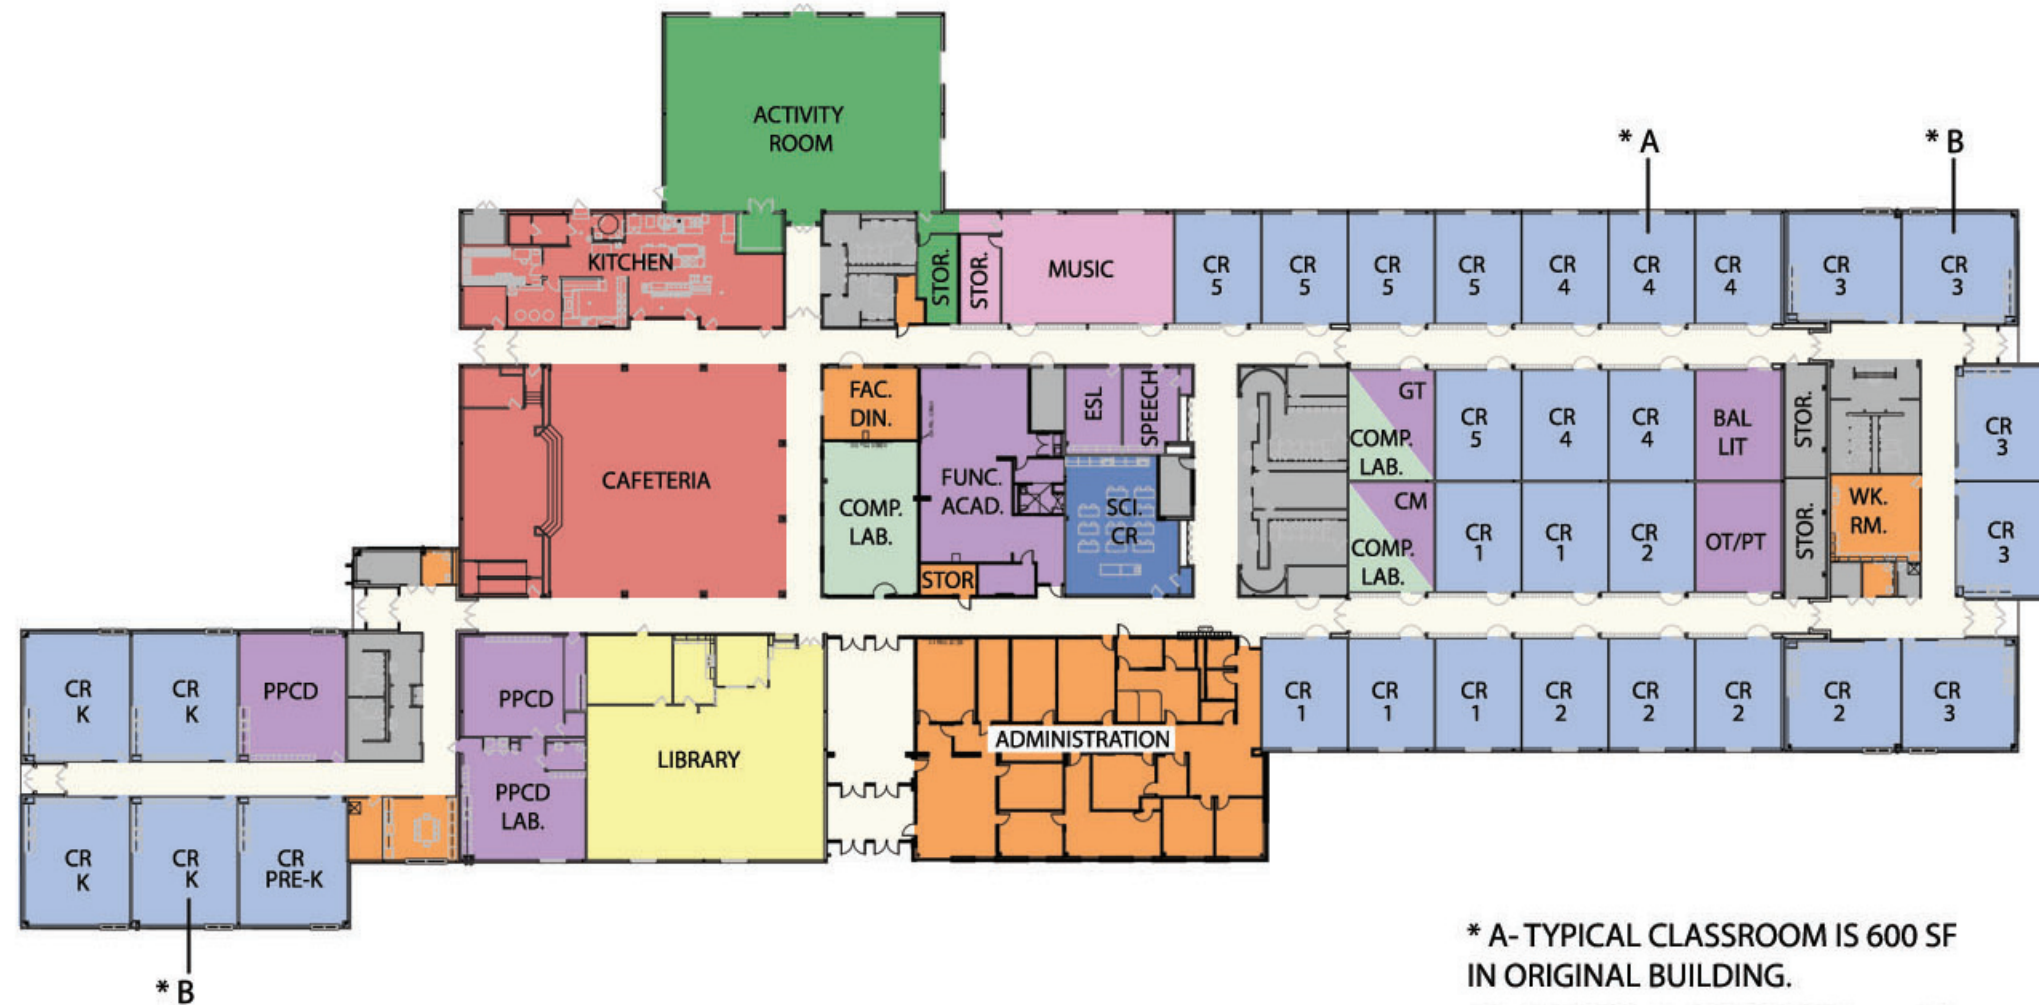 ACTIVITY
ROOM
* A
* B
KITCHEN
STOR.
STOR.
MUSIC
CR
5
CR
5
CR
5
CR
5
CR
4
CR
4
CR
4
CR
3
CR
3
CAFETERIA
FAC.
DIN.
COMP.
LAB.
FUNC.
ACAD.
STOR
ESL
SPEECH
SCI.
CR
GT
COMP.
LAB.
CM
COMP.
LAB.
CR
5
CR
4
CR
4
BAL
LIT
STOR.
CR
1
CR
1
CR
2
OT/PT
STOR.
WK.
RM.
CR
3
CR
3
CR
K
CR
K
PPCD
PPCD
PPCD
LAB.
LIBRARY
ADMINISTRATION
CR
1
CR
1
CR
1
CR
2
CR
2
CR
2
CR
2
CR
3
CR
K
CR
K
CR
PRE-K
* B
* A- TYPICAL CLASSROOM IS 600 SF
IN ORIGINAL BUILDING.